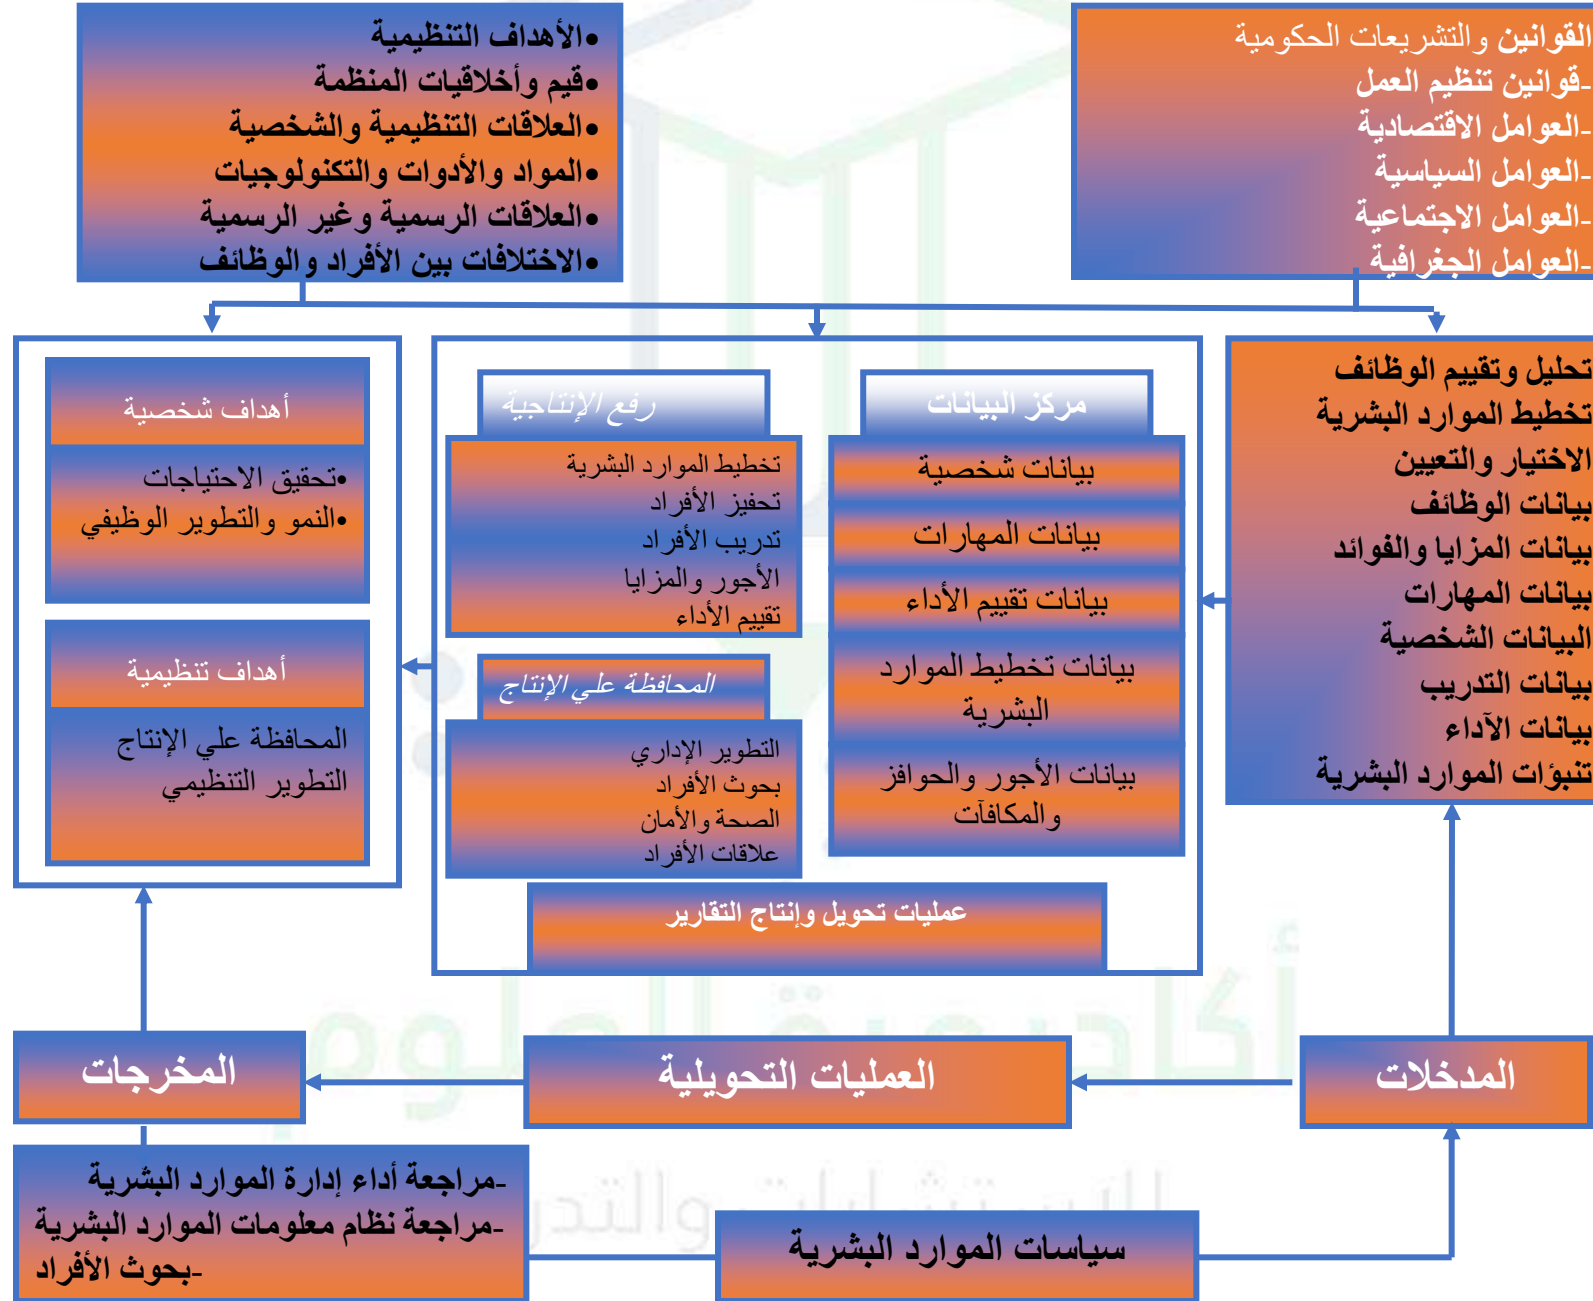 القوانين والتشريعات الحكومية
-قوانين تنظيم العمل
-العوامل الاقتصادية
-العوامل السياسية
-العوامل الاجتماعية
-العوامل الجغرافية
•الأهداف التنظيمية
•قيم وأخلاقيات المنظمة
•العلاقات التنظيمية والشخصية
•المواد والأدوات والتكنولوجيات
•العلاقات الرسمية وغير الرسمية
•الاختلافات بين الأفراد والوظائف
تحليل وتقييم الوظائف
تخطيط الموارد البشرية
الاختيار والتعيين
بيانات الوظائف
بيانات المزايا والفوائد
بيانات المهارات
البيانات الشخصية
بيانات التدريب
بيانات الآداء
تنبؤات الموارد البشرية
مركز البيانات
بيانات شخصية
بيانات المهارات
بيانات تقييم الأداء
بيانات تخطيط الموارد
البشرية
بيانات الأجور والحوافز
والمكافآت
رفع الإنتاجية
تخطيط الموارد البشرية
تحفيز الأفراد
تدريب الأفراد
الأجور والمزايا
تقييم الأداء
المحافظة علي الإنتاج
التطوير الإداري
بحوث الأفراد
الصحة والأمان
علاقات الأفراد
عمليات تحويل وإنتاج التقارير
أهداف شخصية
•تحقيق الاحتياجات
•النمو والتطوير الوظيفي
أهداف تنظيمية
المحافظة علي الإنتاج
التطوير التنظيمي
المدخلات
العمليات التحويلية
المخرجات
سياسات الموارد البشرية
-مراجعة أداء إدارة الموارد البشرية
-مراجعة نظام معلومات الموارد البشرية
-بحوث الأفراد
أكاديمية العلوم